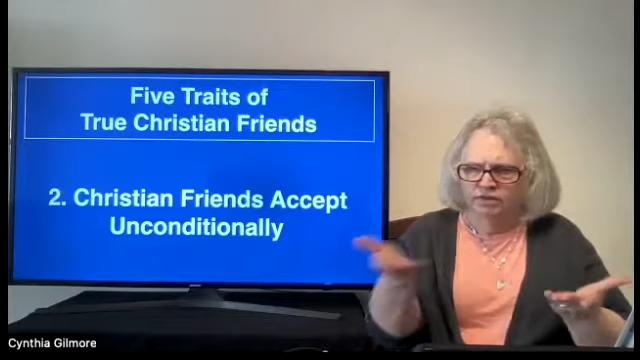 Five Traits of
True Christian Friends
2. Christian Friends Accept
Unconditionally
Cynthia Gilmore